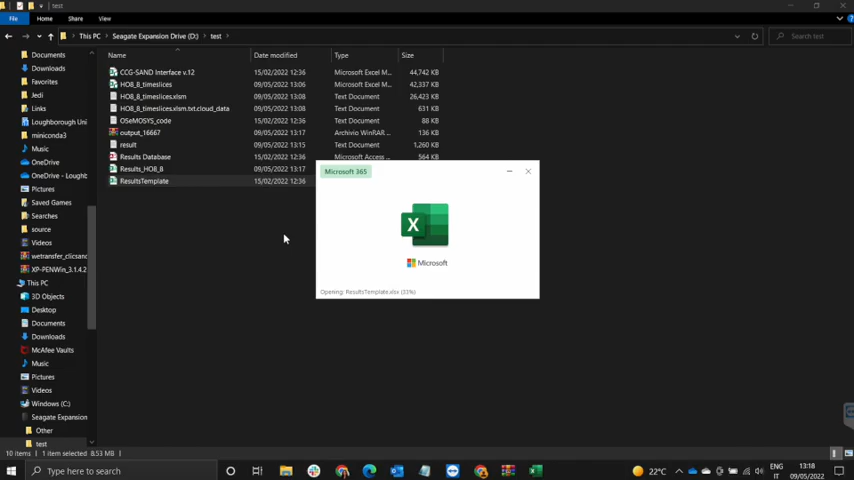 test
File Home Share View
This PC > Seagate Expansion Drive (D:) > test >
Search test
Name Date modified Type Size
Documents
Downloads
Favorites
Jedi
Links
Loughborough Uni
miniconda3
Music
OneDrive
OneDrive - Loughb
Pictures
Saved Games
Searches
source
Videos
wetransfer_clicsand
XP-PENWin_3.1.4.2
This PC
3D Objects
Desktop
Documents
Downloads
McAfee Vaults
Music
Pictures
Videos
Windows (C:)
Seagate Expansion
Other
test
CCG-SAND Interface v.12 15/02/2022 12:36 Microsoft Excel M... 44,742 KB
HO8_8_timeslices 09/05/2022 13:06 Microsoft Excel M... 42,337 KB
HO8_8_timeslices.xlsm 09/05/2022 13:08 Text Document 26,423 KB
HO8_8_timeslices.xlsm.txt.cloud_data 09/05/2022 13:08 Text Document 631 KB
OSeMOSYS_code 15/02/2022 12:36 Text Document 88 KB
output_16667 09/05/2022 13:17 Archivio WinRAR ... 136 KB
result 09/05/2022 13:15 Text Document 1,260 KB
Results Database 15/02/2022 12:36 Microsoft Access ... 564 KB
Results_HO8_8 09/05/2022 13:17
ResultsTemplate 15/02/2022 12:36
Microsoft 365
X
Microsoft
Opening: ResultsTemplate.xlsx (33%)
10 items 1 item selected 8.53 MB
Type here to search
22°C
ENG
IT
13:18
09/05/2022